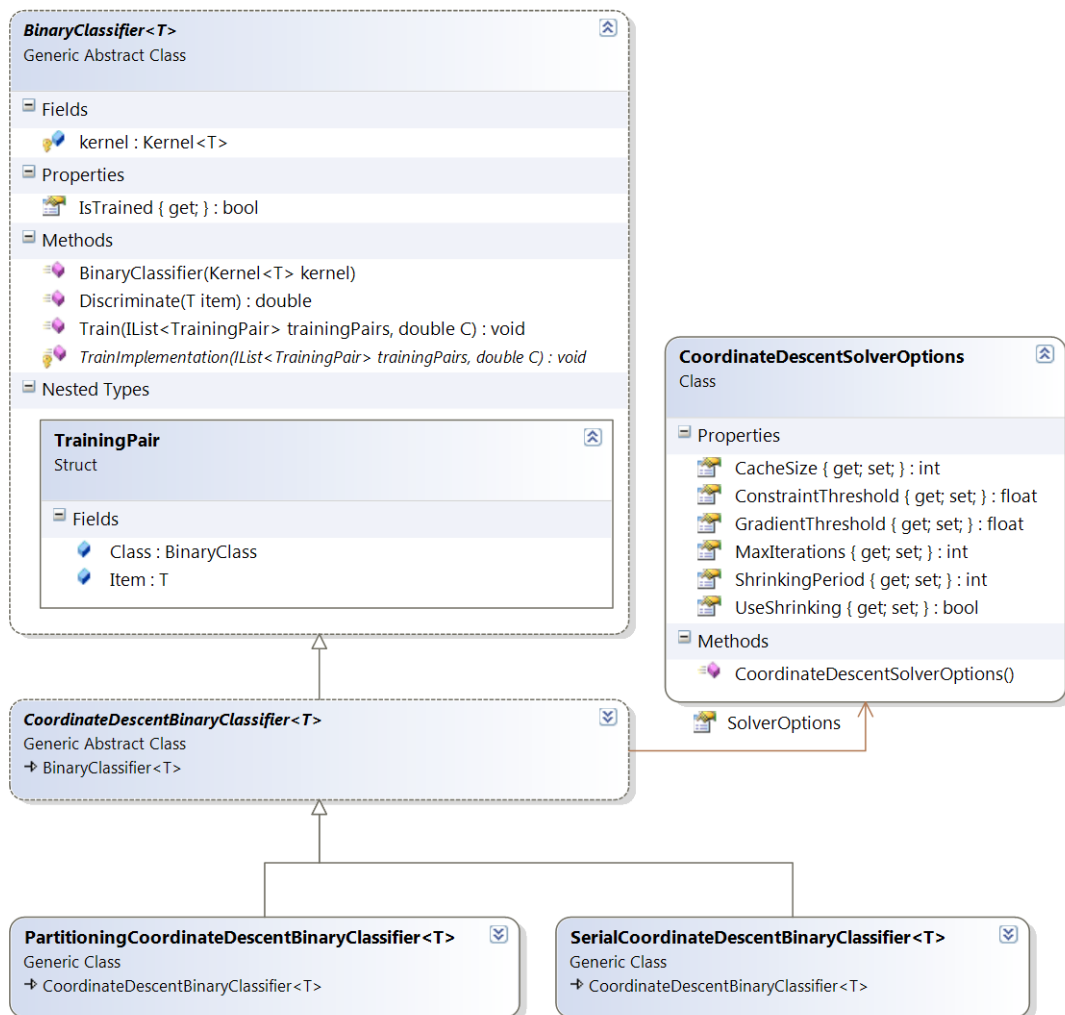 BinaryClassifier<T>
Generic Abstract Class
Fields
kernel : Kernel<T>
Properties
IsTrained { get; } : bool
Methods
BinaryClassifier(Kernel<T> kernel)
Discriminate(T item) : double
Train(IList<TrainingPair> trainingPairs, double C) : void
TrainImplementation(IList<TrainingPair> trainingPairs, double C) : void
Nested Types
TrainingPair
Struct
Fields
Class : BinaryClass
Item : T
CoordinateDescentSolverOptions
Class
Properties
CacheSize { get; set; } : int
ConstraintThreshold { get; set; } : float
GradientThreshold { get; set; } : float
MaxIterations { get; set; } : int
ShrinkingPeriod { get; set; } : int
UseShrinking { get; set; } : bool
Methods
CoordinateDescentSolverOptions()
CoordinateDescentBinaryClassifier<T>
Generic Abstract Class
BinaryClassifier<T>
SolverOptions
PartitioningCoordinateDescentBinaryClassifier<T>
Generic Class
CoordinateDescentBinaryClassifier<T>
SerialCoordinateDescentBinaryClassifier<T>
Generic Class
CoordinateDescentBinaryClassifier<T>